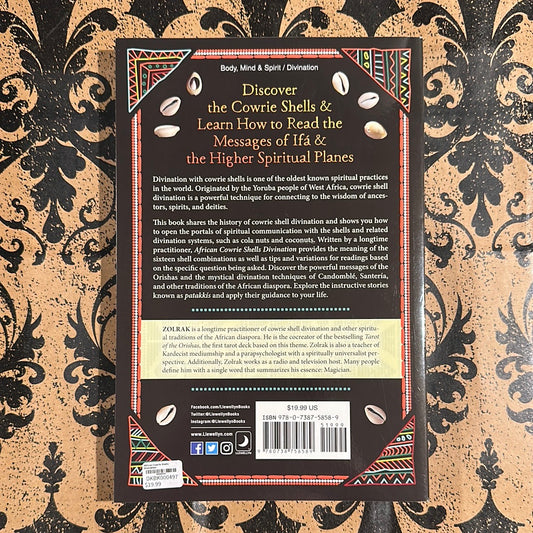 Body, Mind & Spirit / Divination
Discover
the Cowrie Shells &
Learn How to Read the
Messages of Ifá &
the Higher Spiritual Planes
Divination with cowrie shells is one of the oldest known spiritual practices
in the world. Originated by the Yoruba people of West Africa, cowrie shell
divination is a powerful technique for connecting to the wisdom of ances-
tors, spirits, and deities.
This book shares the history of cowrie shell divination and shows you how
to open the portals of spiritual communication with the shells and related
divination systems, such as cola nuts and coconuts. Written by a longtime
practitioner, African Cowrie Shells Divination provides the meaning of the
sixteen shell combinations as well as tips and variations for readings based
on the specific question being asked. Discover the powerful messages of the
Orishas and the mystical divination techniques of Candomblé, Santería,
and other traditions of the African diaspora. Explore the instructive stories
known as patakkis and apply their guidance to your life.
ZOLRAK is a longtime practitioner of cowrie shell divination and other spiritu-
al traditions of the African diaspora. He is the cocreator of the bestselling Tarot
of the Orishas, the first tarot deck based on this theme. Zolrak is also a teacher of
Kardecist mediumship and a parapsychologist with a spiritually universalist per-
spective. Additionally, Zolrak works as a radio and television host. Many people
define him with a single word that summarizes his essence: Magician.
Facebook.com/LlewellynBooks
Twitter:@LlewellynBooks
Instagram:@LlewellynBooks
www.Llewellyn.com
LLEWELLYN
$19.99 US
ISBN 978-0-7387-5858-9
51999
9 780738 758589
DKBK000497
$19.99